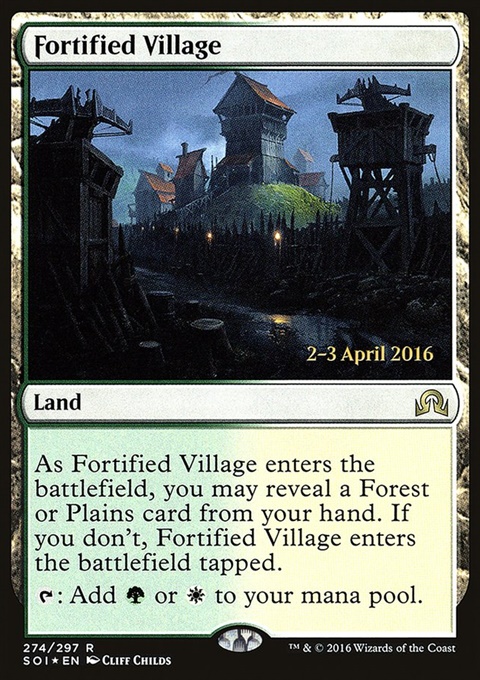 Fortified Village
2–3 April 2016
Land
As Fortified Village enters the
battlefield, you may reveal a Forest
or Plains card from your hand. If
you don't, Fortified Village enters
the battlefield tapped.
: Add or to your mana pool.
274/297 R
SOI★EN Cliff Childs
™ & © 2016 Wizards of the Coast